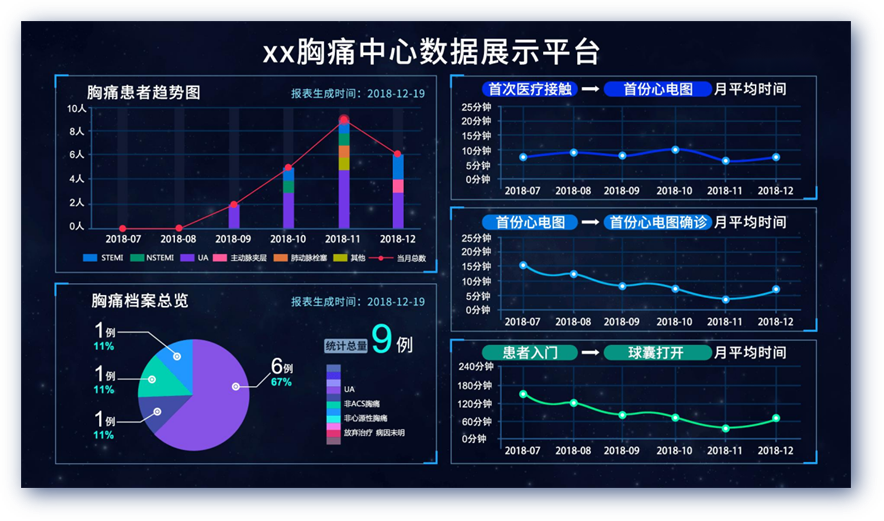 xx胸痛中心数据展示平台
胸痛患者趋势图
报表生成时间：2018-12-19
10人
8人
6人
4人
2人
0人
2018-07 2018-08 2018-09 2018-10 2018-11 2018-12
STEMI NSTEMI UA 主动脉夹层 肺动脉栓塞 其他 当月总数
胸痛档案总览
报表生成时间：2018-12-19
1例
11%
1例
11%
1例
11%
6例
67%
统计总量 9 例
UA
非ACS胸痛
非心源性胸痛
放弃治疗 病因未明
首次医疗接触 首份心电图 月平均时间
25分钟
20分钟
15分钟
10分钟
5分钟
0分钟
2018-07 2018-08 2018-09 2018-10 2018-11 2018-12
首份心电图 首份心电图确诊 月平均时间
25分钟
20分钟
15分钟
10分钟
5分钟
0分钟
2018-07 2018-08 2018-09 2018-10 2018-11 2018-12
患者入门 球囊打开 月平均时间
240分钟
180分钟
120分钟
60分钟
0分钟
2018-07 2018-08 2018-09 2018-10 2018-11 2018-12